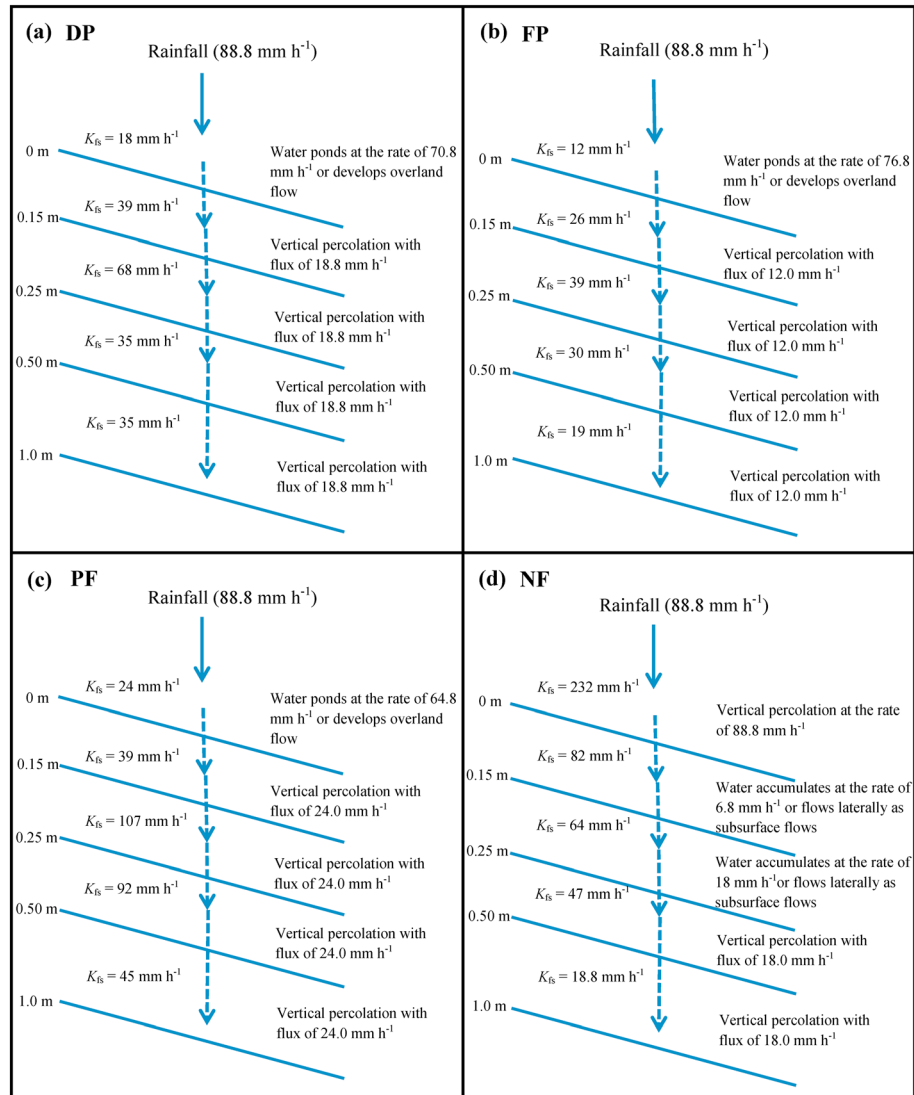 (a) DP
Rainfall (88.8 mm h⁻¹)
Kfs = 18 mm h⁻¹
0 m
Water ponds at the rate of 70.8
mm h⁻¹ or develops overland
flow
Kfs = 39 mm h⁻¹
0.15 m
Vertical percolation with
flux of 18.8 mm h⁻¹
Kfs = 68 mm h⁻¹
0.25 m
Vertical percolation with
flux of 18.8 mm h⁻¹
Kfs = 35 mm h⁻¹
0.50 m
Vertical percolation with
flux of 18.8 mm h⁻¹
Kfs = 35 mm h⁻¹
1.0 m
Vertical percolation with
flux of 18.8 mm h⁻¹
(b) FP
Rainfall (88.8 mm h⁻¹)
Kfs = 12 mm h⁻¹
0 m
Water ponds at the rate of 76.8
mm h⁻¹ or develops overland
flow
Kfs = 26 mm h⁻¹
0.15 m
Vertical percolation with
flux of 12.0 mm h⁻¹
Kfs = 39 mm h⁻¹
0.25 m
Vertical percolation with
flux of 12.0 mm h⁻¹
Kfs = 30 mm h⁻¹
0.50 m
Vertical percolation with
flux of 12.0 mm h⁻¹
Kfs = 19 mm h⁻¹
1.0 m
Vertical percolation with
flux of 12.0 mm h⁻¹
(c) PF
Rainfall (88.8 mm h⁻¹)
Kfs = 24 mm h⁻¹
0 m
Water ponds at the rate of 64.8
mm h⁻¹ or develops overland
flow
Kfs = 39 mm h⁻¹
0.15 m
Vertical percolation with
flux of 24.0 mm h⁻¹
Kfs = 107 mm h⁻¹
0.25 m
Vertical percolation with
flux of 24.0 mm h⁻¹
Kfs = 92 mm h⁻¹
0.50 m
Vertical percolation with
flux of 24.0 mm h⁻¹
Kfs = 45 mm h⁻¹
1.0 m
Vertical percolation with
flux of 24.0 mm h⁻¹
(d) NF
Rainfall (88.8 mm h⁻¹)
Kfs = 232 mm h⁻¹
0 m
Vertical percolation at the rate
of 88.8 mm h⁻¹
Kfs = 82 mm h⁻¹
0.15 m
Water accumulates at the rate of
6.8 mm h⁻¹ or flows laterally as
subsurface flows
Kfs = 64 mm h⁻¹
0.25 m
Water accumulates at the rate of
18 mm h⁻¹or flows laterally as
subsurface flows
Kfs = 47 mm h⁻¹
0.50 m
Vertical percolation with
flux of 18.0 mm h⁻¹
Kfs = 18.8 mm h⁻¹
1.0 m
Vertical percolation with
flux of 18.0 mm h⁻¹